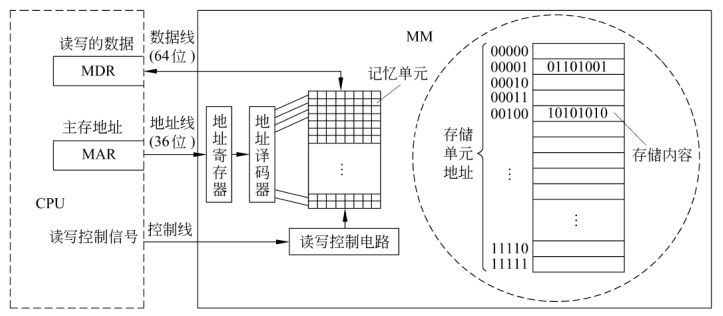 读写的数据
MDR
主存地址
MAR
CPU
读写控制信号
数据线
(64位)
地址线
(36位)
控制线
MM
地址寄存器
地址译码器
记忆单元
⋮
读写控制电路
存储
单元
地址
00000
00001
00010
00011
00100
⋮
11110
11111
01101001
10101010
⋮
存储内容